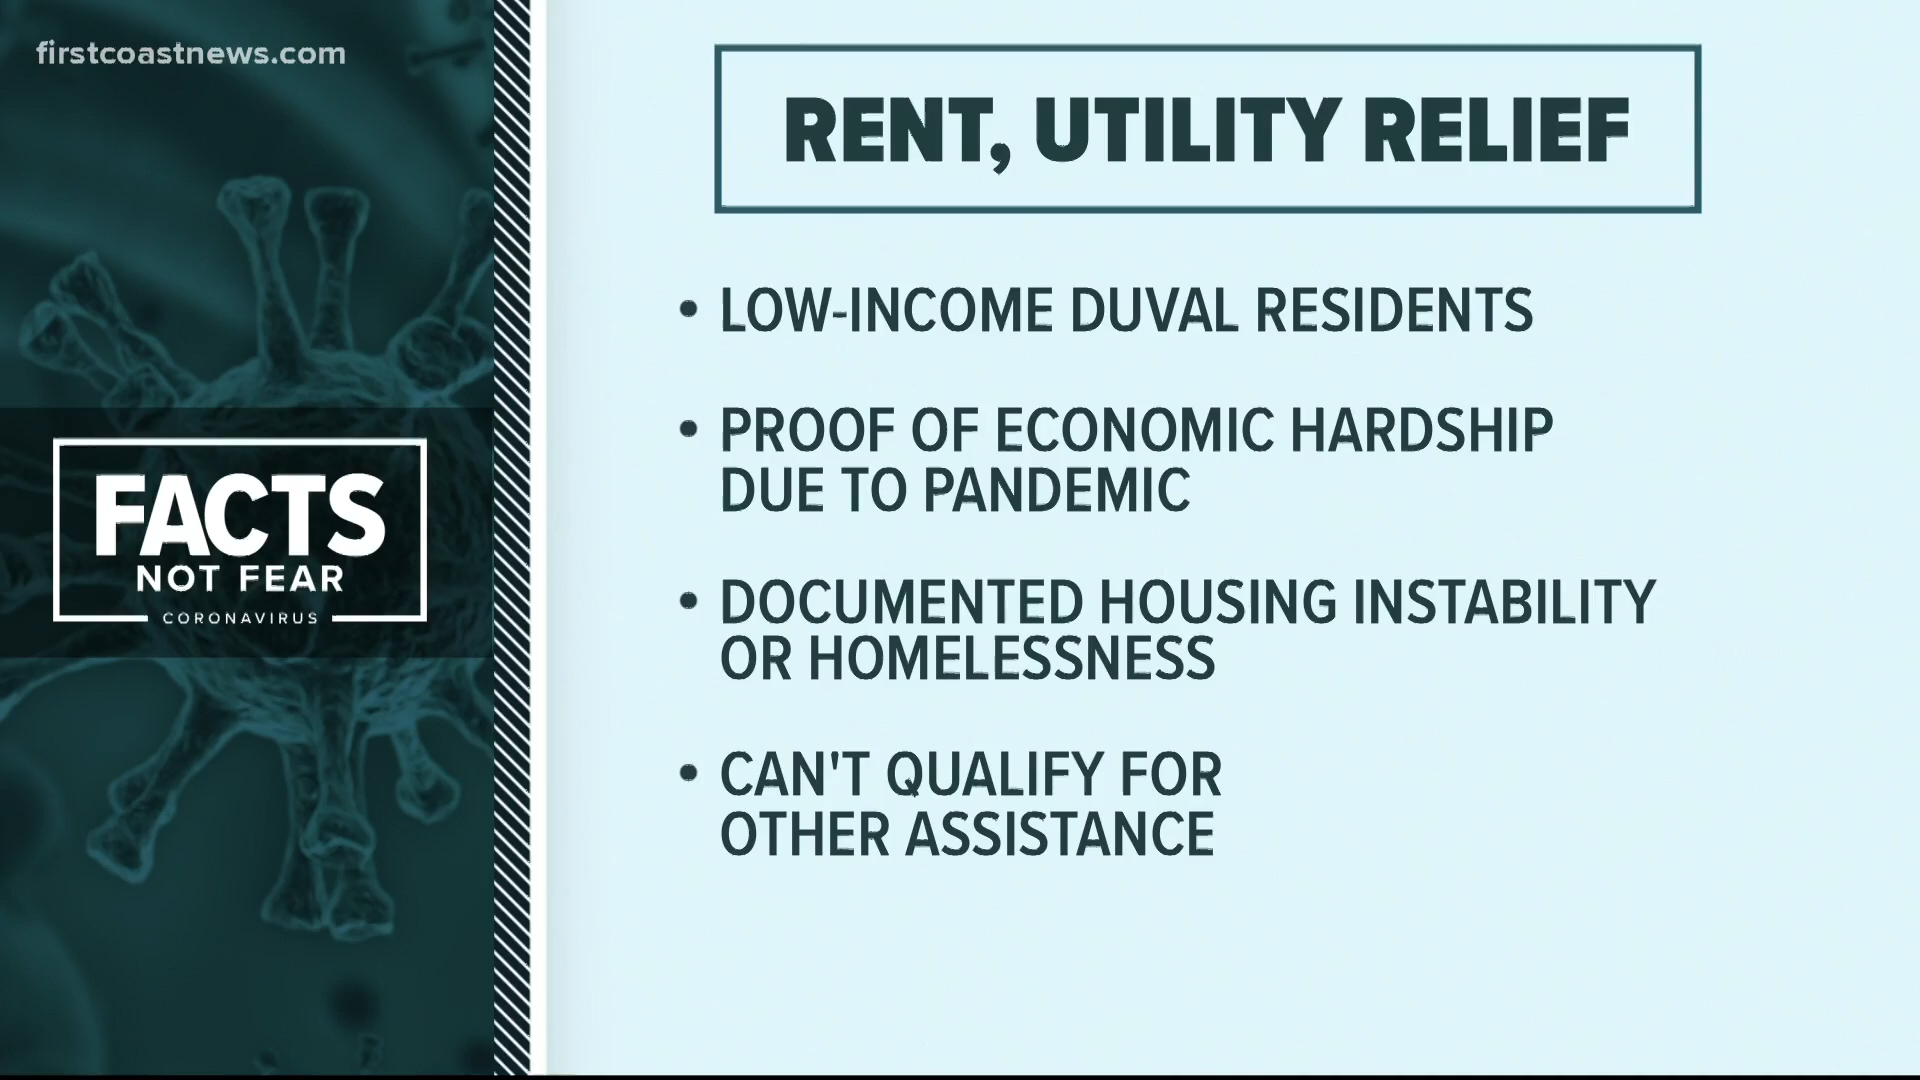 firstcoastnews.com
FACTS
NOT FEAR
CORONAVIRUS
RENT, UTILITY RELIEF
• LOW-INCOME DUVAL RESIDENTS
• PROOF OF ECONOMIC HARDSHIP
DUE TO PANDEMIC
• DOCUMENTED HOUSING INSTABILITY
OR HOMELESSNESS
• CAN'T QUALIFY FOR
OTHER ASSISTANCE